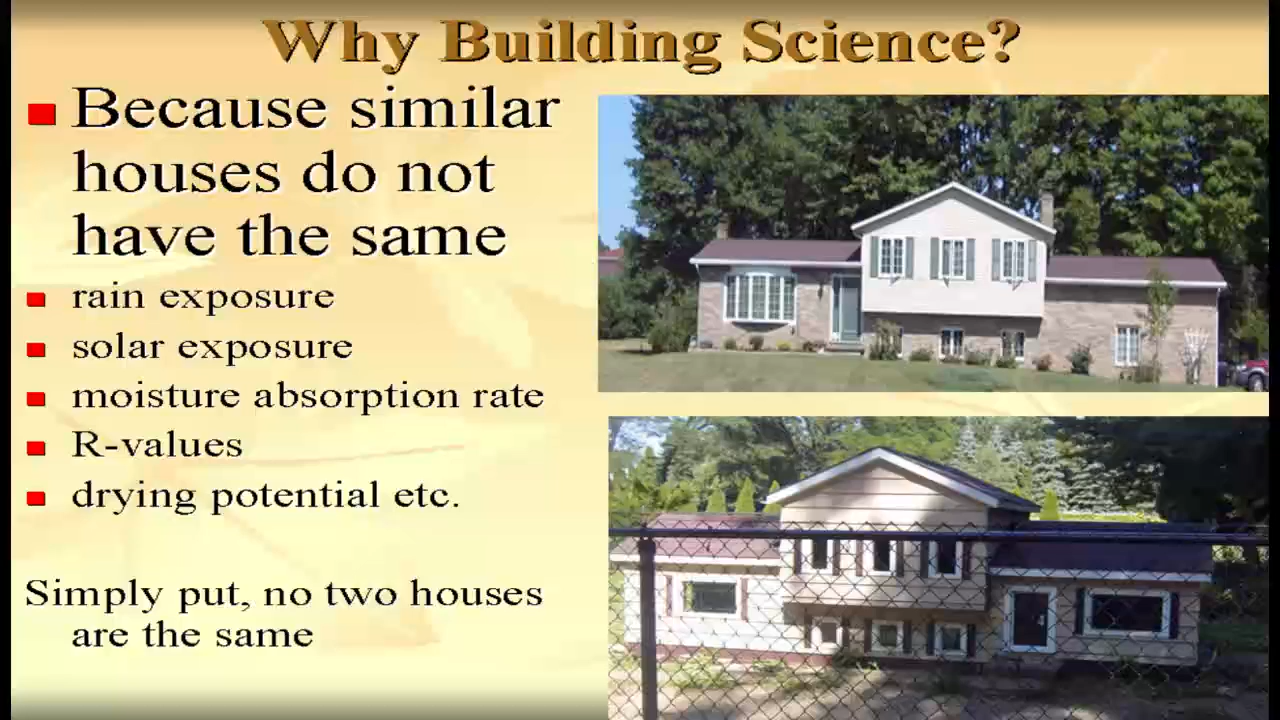 Why Building Science?
Because similar
houses do not
have the same
rain exposure
solar exposure
moisture absorption rate
R-values
drying potential etc.
Simply put, no two houses
are the same